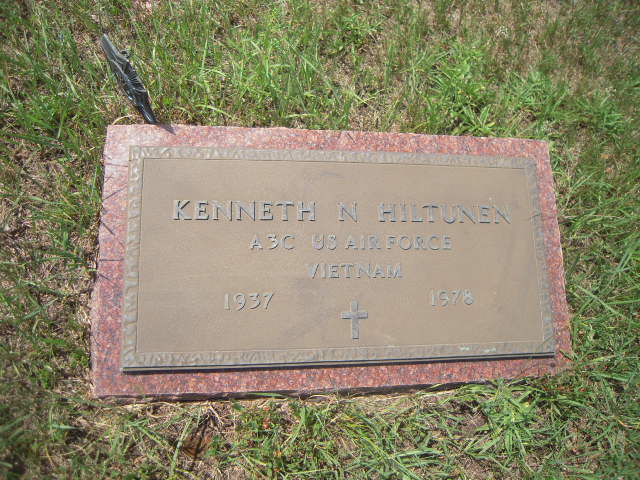 KENNETH N HILTUNEN
A3C US AIR FORCE
VIETNAM
1937 1978